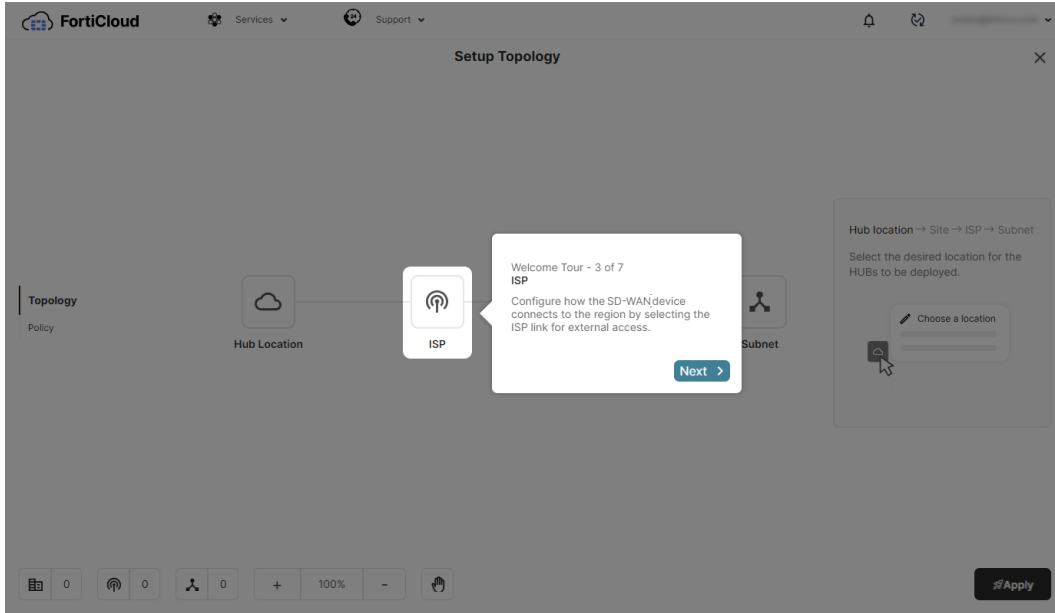 FortiCloud
Services
24
Support
Setup Topology
Topology
Policy
Hub Location
ISP
Welcome Tour - 3 of 7
ISP
Configure how the SD-WAN device
connects to the region by selecting the
ISP link for external access.
Next
Subnet
Hub location → Site → ISP → Subnet
Select the desired location for the
HUBs to be deployed.
Choose a location
0
0
0
+
100%
-
Apply